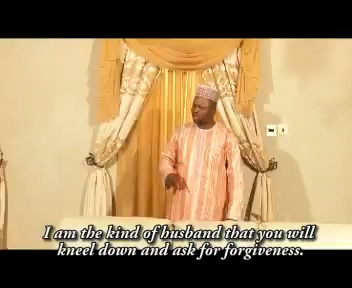 I am the kind of husband that you will
kneel down and ask for forgiveness.